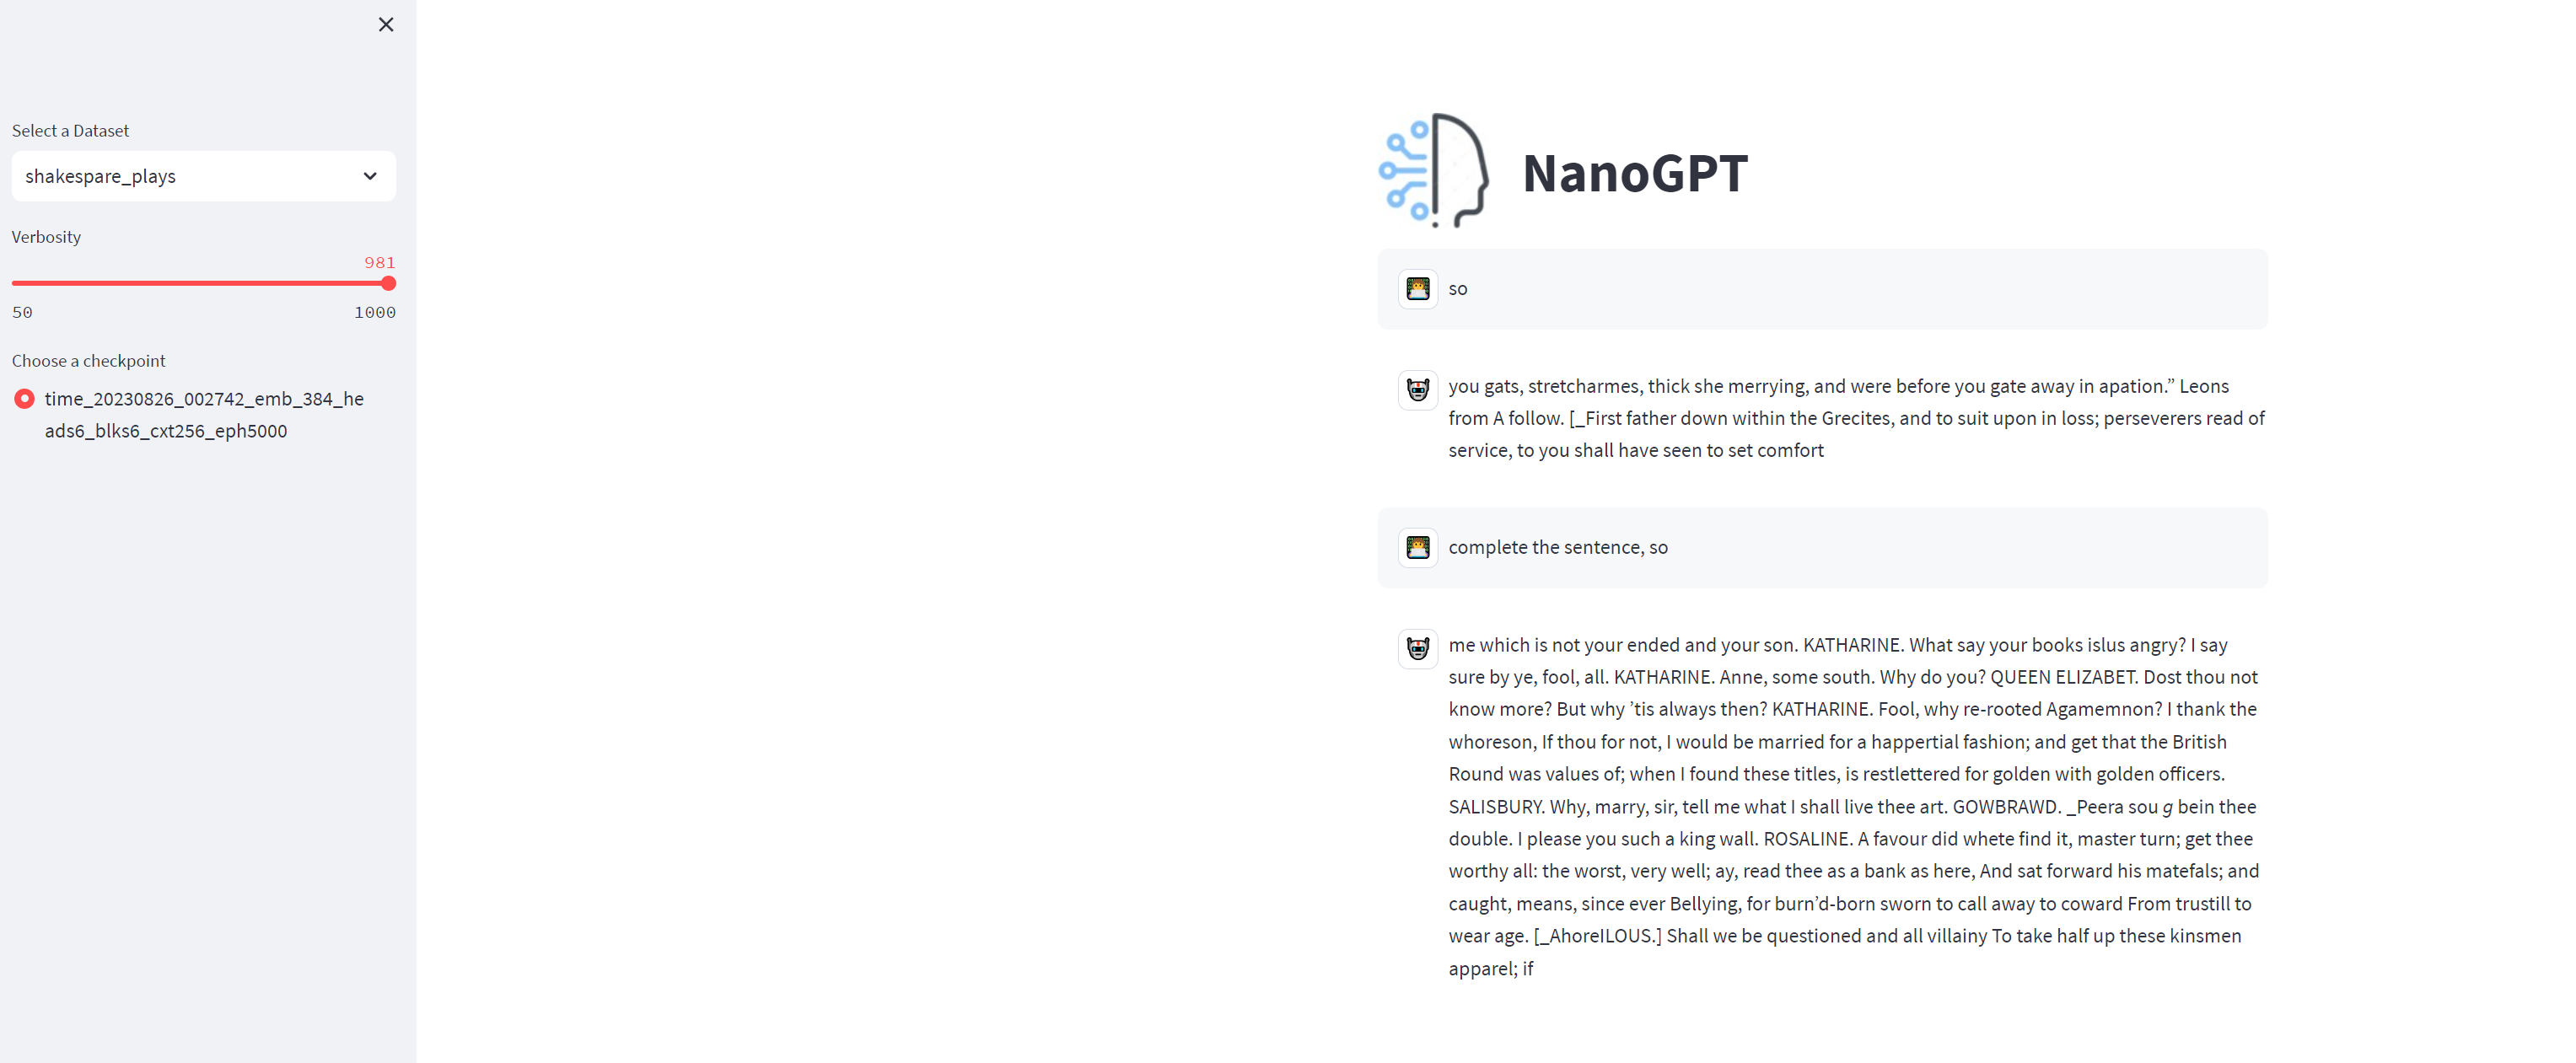 Select a Dataset
shakespare_plays
Verbosity
981
50 1000
Choose a checkpoint
time_20230826_002742_emb_384_he
ads6_blks6_cxt256_eph5000
NanoGPT
so
you gats, stretcharmes, thick she merrying, and were before you gate away in apation.” Leons
from A follow. [_First father down within the Grecites, and to suit upon in loss; perseverers read of
service, to you shall have seen to set comfort
complete the sentence, so
me which is not your ended and your son. KATHARINE. What say your books islus angry? I say
sure by ye, fool, all. KATHARINE. Anne, some south. Why do you? QUEEN ELIZABET. Dost thou not
know more? But why ’tis always then? KATHARINE. Fool, why re-rooted Agamemnon? I thank the
whoreson, If thou for not, I would be married for a happertial fashion; and get that the British
Round was values of; when I found these titles, is restlettered for golden with golden officers.
SALISBURY. Why, marry, sir, tell me what I shall live thee art. GOWBRAWD. _Peera sou g bein thee
double. I please you such a king wall. ROSALINE. A favour did whete find it, master turn; get thee
worthy all: the worst, very well; ay, read thee as a bank as here, And sat forward his matefals; and
caught, means, since ever Bellying, for burn’d-born sworn to call away to coward From trustill to
wear age. [_AhoreILOUS.] Shall we be questioned and all villainy To take half up these kinsmen
apparel; if